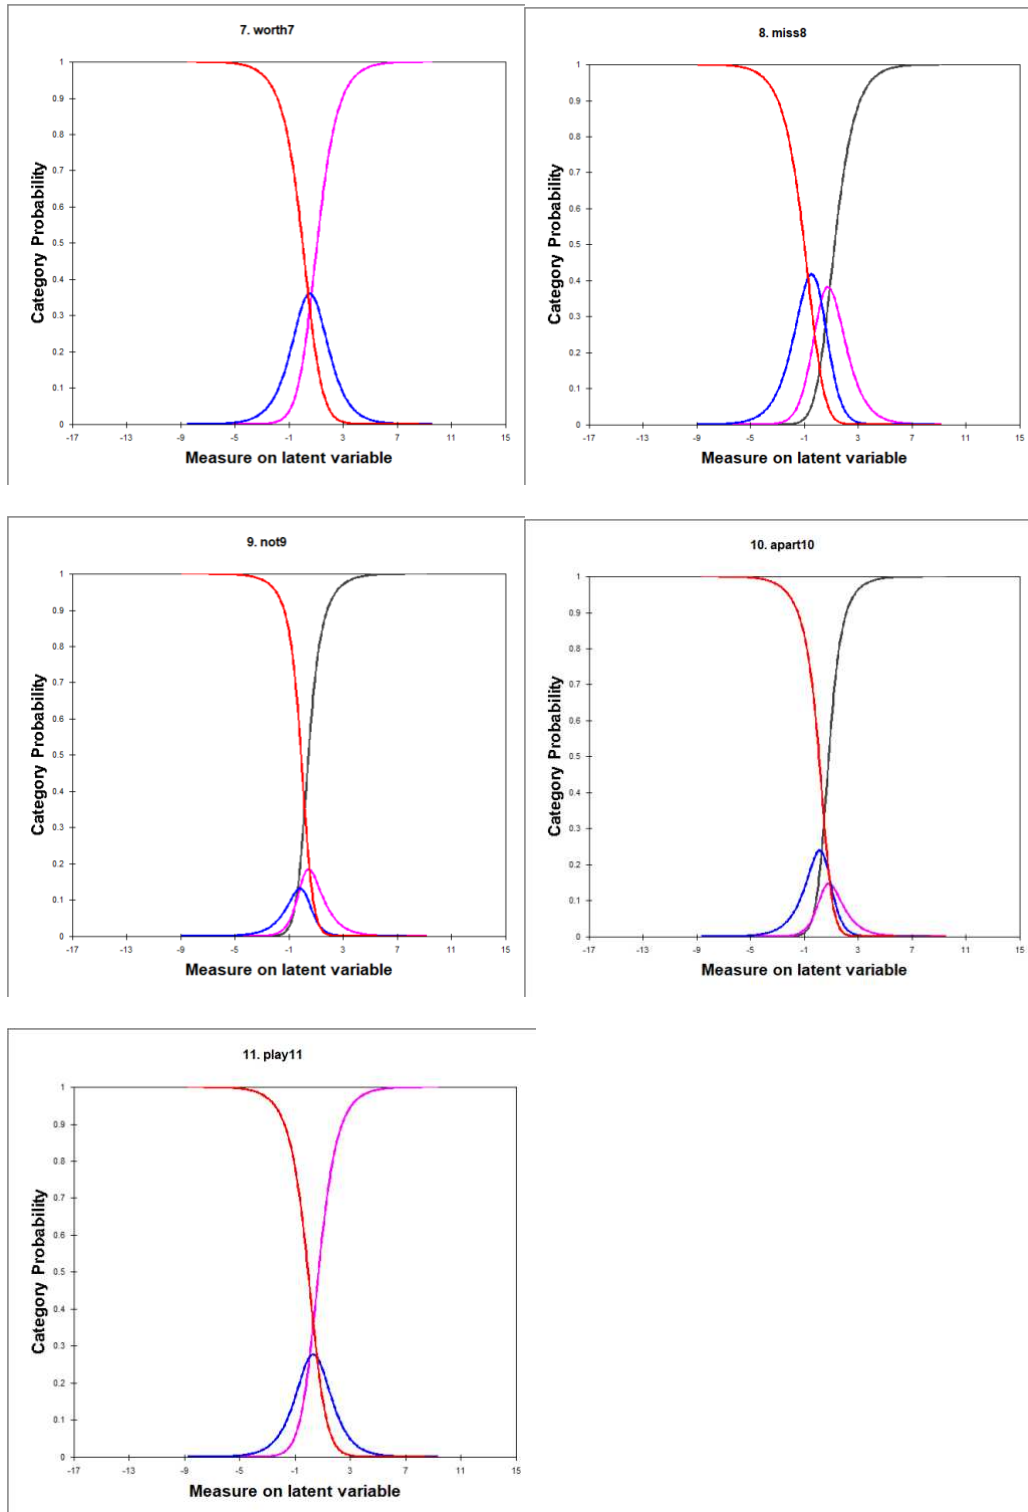 7. worth7
1
0.9
0.8
0.7
0.6
0.5
0.4
0.3
0.2
0.1
0
-17 -13 -9 -5 -1 3 7 11 15
Category Probability
Measure on latent variable
8. miss8
1
0.9
0.8
0.7
0.6
0.5
0.4
0.3
0.2
0.1
0
-17 -13 -9 -5 -1 3 7 11 15
Category Probability
Measure on latent variable
9. not9
1
0.9
0.8
0.7
0.6
0.5
0.4
0.3
0.2
0.1
0
-17 -13 -9 -5 -1 3 7 11 15
Category Probability
Measure on latent variable
10. apart10
1
0.9
0.8
0.7
0.6
0.5
0.4
0.3
0.2
0.1
0
-17 -13 -9 -5 -1 3 7 11 15
Category Probability
Measure on latent variable
11. play11
1
0.9
0.8
0.7
0.6
0.5
0.4
0.3
0.2
0.1
0
-17 -13 -9 -5 -1 3 7 11 15
Category Probability
Measure on latent variable